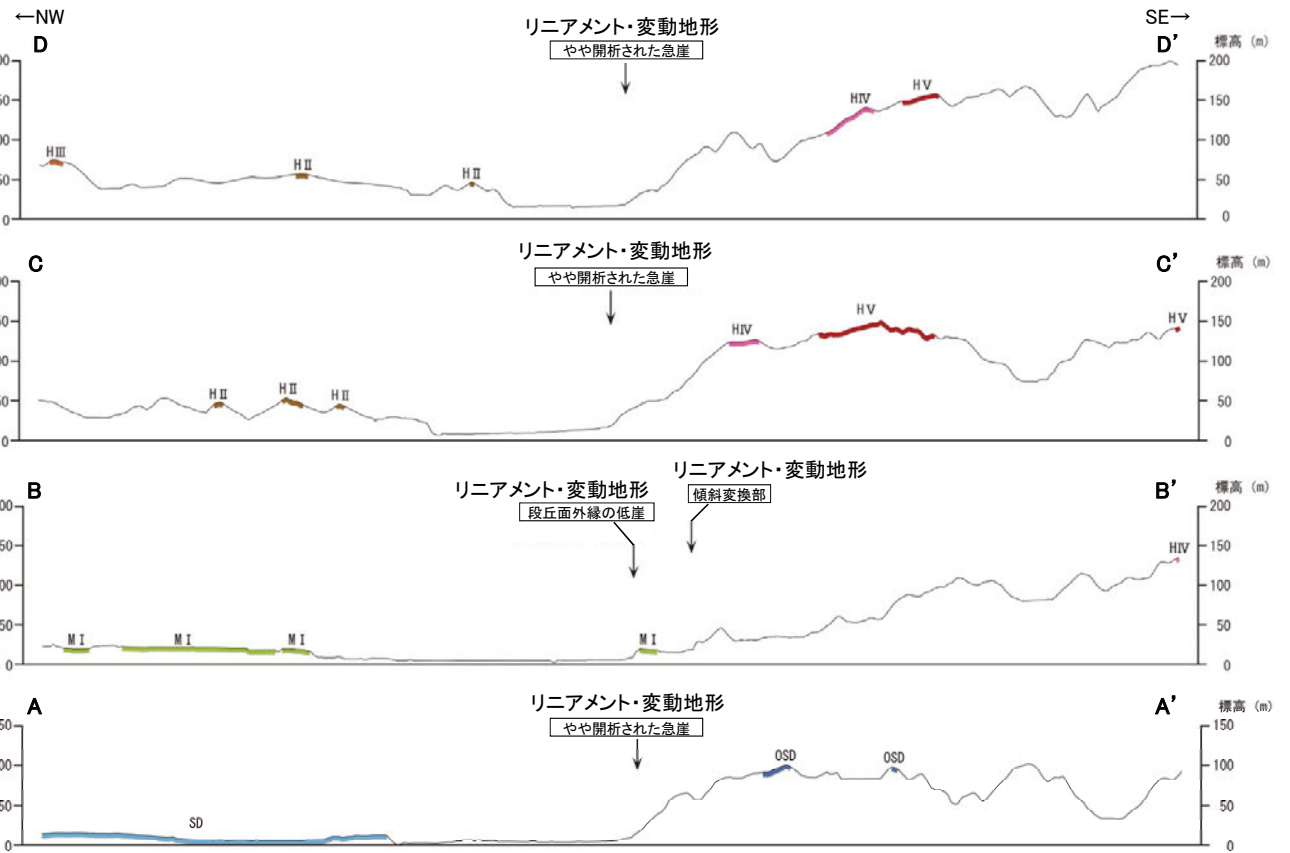 ←NW
SE→
リニアメント・変動地形
やや開析された急崖
D
D'
標高 (m)
200
150
100
50
0
0
HⅢ
HⅡ
HⅡ
HⅣ
HⅤ
リニアメント・変動地形
やや開析された急崖
C
C'
標高 (m)
200
150
100
50
0
0
HⅡ
HⅡ
HⅡ
HⅣ
HⅤ
HⅤ
リニアメント・変動地形
段丘面外縁の低崖
リニアメント・変動地形
傾斜変換部
B
B'
標高 (m)
200
150
100
50
0
0
MⅠ
MⅠ
MⅠ
MⅠ
HⅣ
リニアメント・変動地形
やや開析された急崖
A
A'
標高 (m)
150
100
50
0
0
SD
OSD
OSD